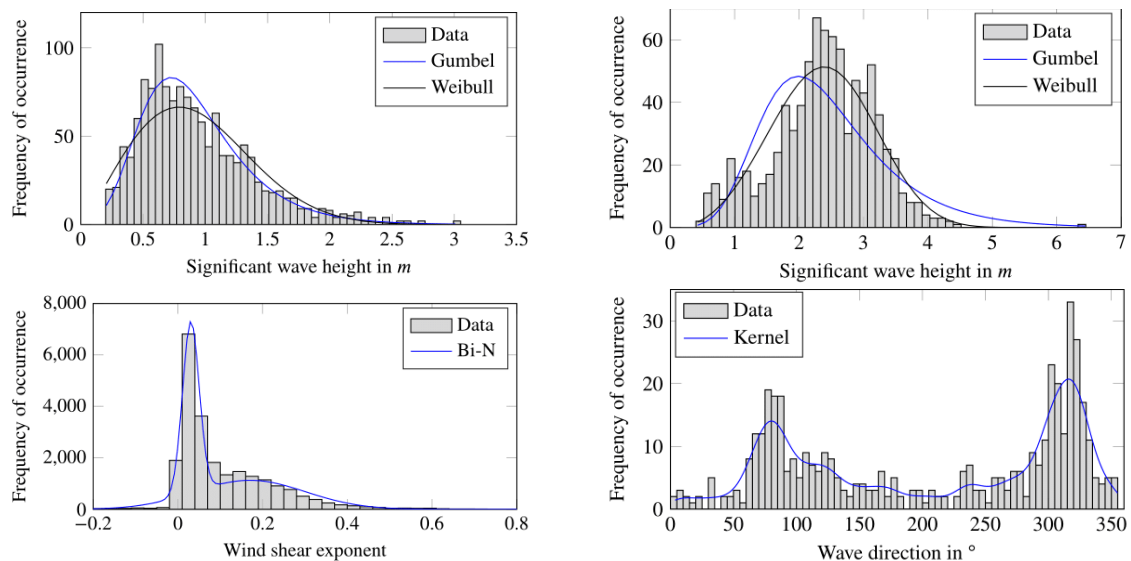 Frequency of occurrence
100
50
0
Data
Gumbel
Weibull
0 0.5 1 1.5 2 2.5 3 3.5
Significant wave height in m
Frequency of occurrence
60
40
20
0
Data
Gumbel
Weibull
0 1 2 3 4 5 6 7
Significant wave height in m
Frequency of occurrence
8,000
6,000
4,000
2,000
0
Data
Bi-N
−0.2 0 0.2 0.4 0.6 0.8
Wind shear exponent
Frequency of occurrence
30
20
10
0
Data
Kernel
0 50 100 150 200 250 300 350
Wave direction in °